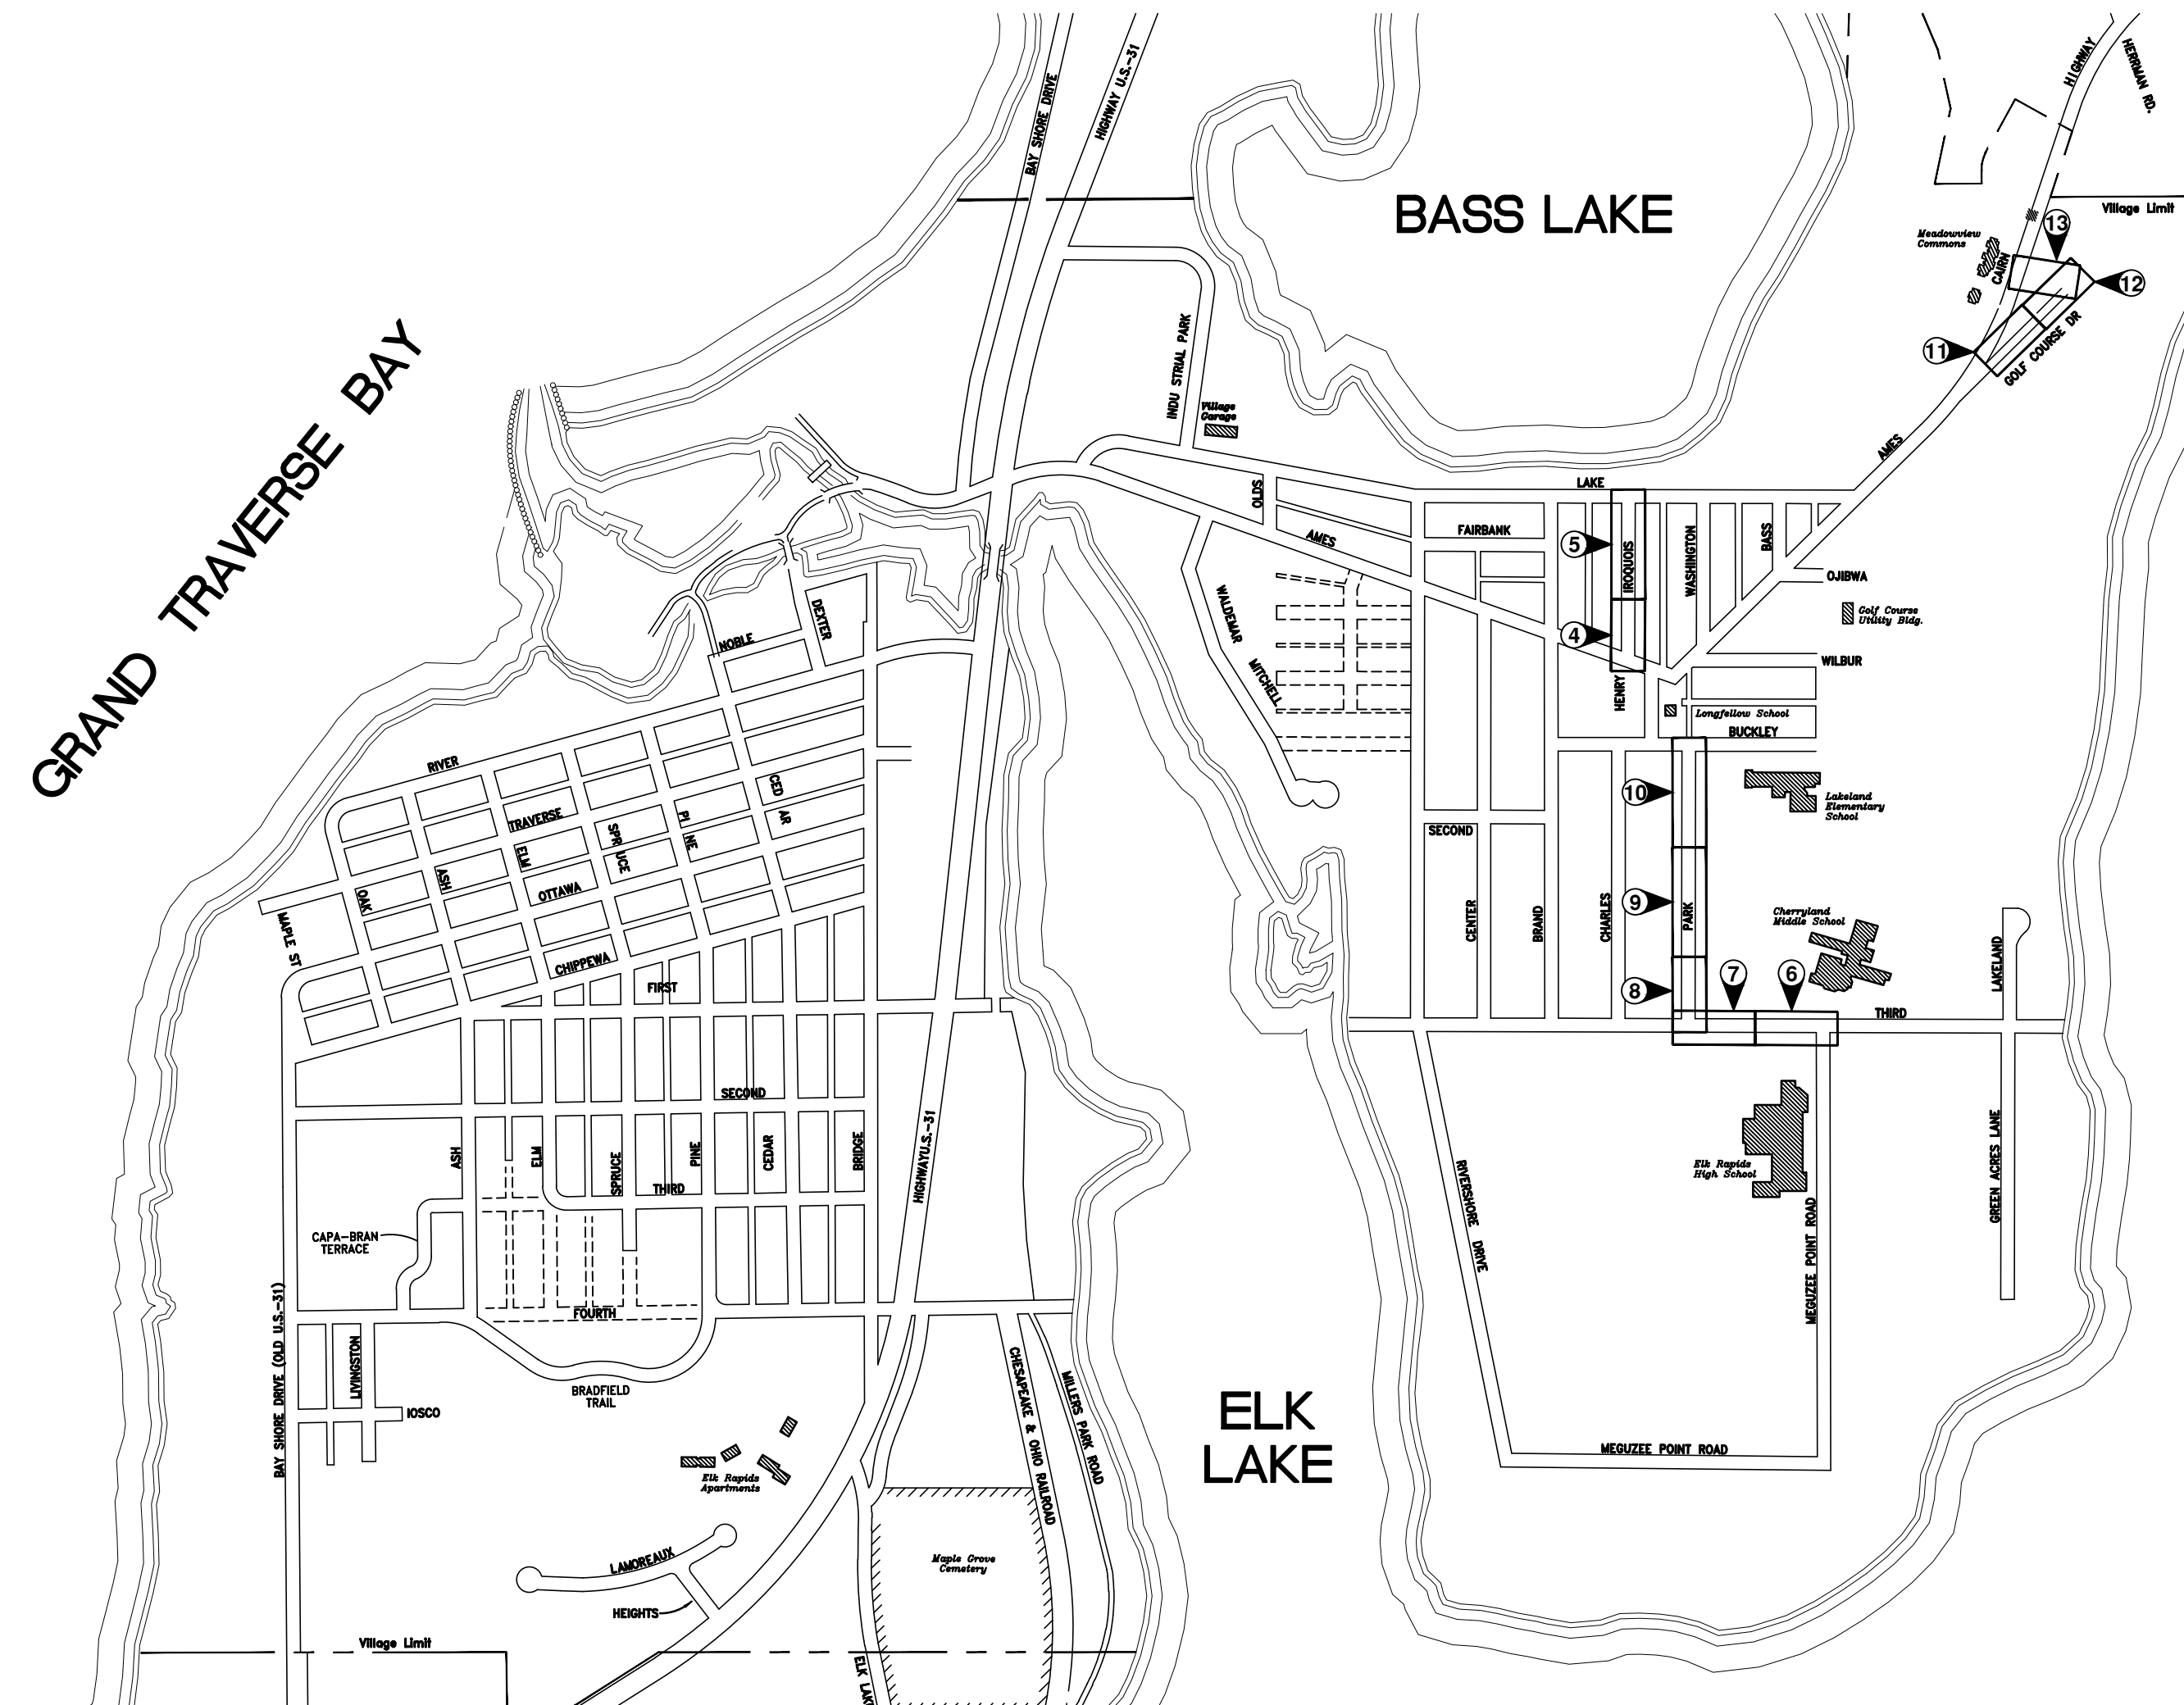 HIGHWAY
HERRMAN RD.
BAY SHORE DRIVE
HIGHWAY U.S.-31
BASS LAKE
Village Limit
13
Meadowview
Commons
CAIRN
12
11
GOLF COURSE DR
GRAND TRAVERSE BAY
INDU STRIAL PARK
Village
Garage
AMES
LAKE
OLDS
FAIRBANK
AMES
5
IROQUOIS
WASHINGTON
BASS
OJIBWA
Golf Course
Utility Bldg.
WALDEMAR
DEXTER
NOBLE
4
WILBUR
MITCHELL
HENRY
Longfellow School
BUCKLEY
RIVER
CED AR
10
Lakeland
Elementary
School
TRAVERSE
PI NE
SPR UCE
ELM
SECOND
ASH
OTTAWA
OAK
9
CENTER
BRAND
CHARLES
PARK
Cherryland
Middle School
MAPLE ST
CHIPPEWA
LAKELAND
FIRST
8
7
6
THIRD
SECOND
ASH
ELM
SPRUCE
PINE
CEDAR
BRIDGE
HIGHWAYU.S.-31
THIRD
RIVERSHORE DRIVE
Elk Rapids
High School
MEGUZEE POINT ROAD
GREEN ACRES LANE
CAPA-BRAN
TERRACE
FOURTH
BAY SHORE DRIVE (OLD U.S.-31)
LIVINGSTON
IOSCO
BRADFIELD
TRAIL
CHESAPEAKE & OHIO RAILROAD
MILLERS PARK ROAD
ELK
LAKE
MEGUZEE POINT ROAD
Elk Rapids
Apartments
LAMOREAUX
HEIGHTS
Maple Grove
Cemetery
Village Limit
ELK LAK